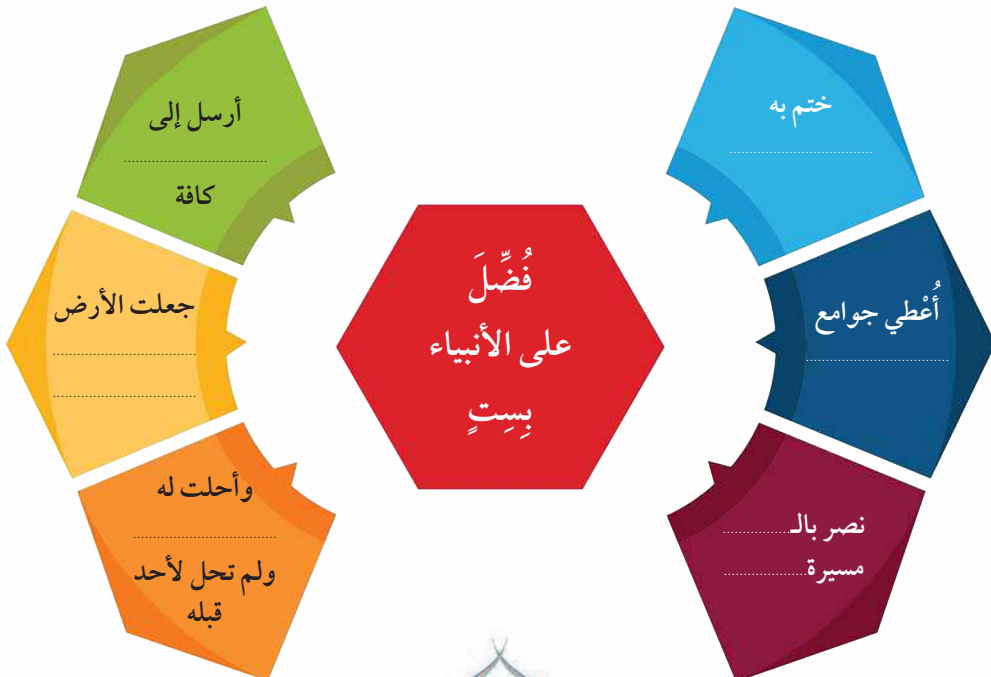 فُضِّلَ
على الأنبياء
بِسِتٍ
ختم به
....................
أُعْطي جوامع
....................
نصر بالـ..........
مسيرة..........
أرسل إلى
....................
كافة
جعلت الأرض
....................
....................
وأحلت له
....................
ولم تحل لأحد
قبله